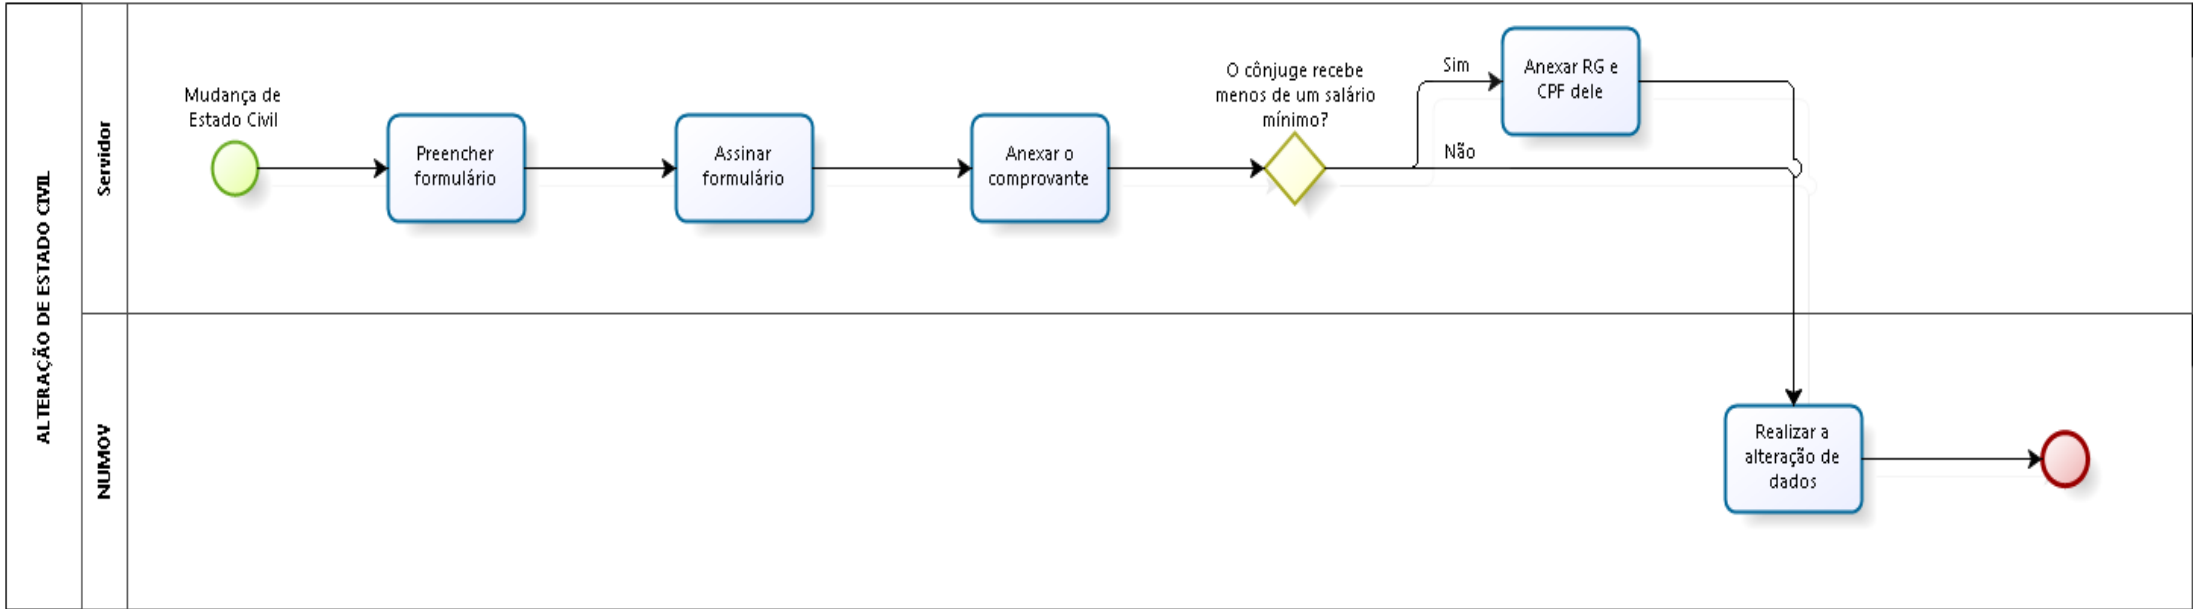 ALTERAÇÃO DE ESTADO CIVIL
Servidor
Mudança de
Estado Civil
Preencher
formulário
Assinar
formulário
Anexar o
comprovante
O cônjuge recebe
menos de um salário
mínimo?
Sim
Não
Anexar RG e
CPF dele
NUMOV
Realizar a
alteração de
dados